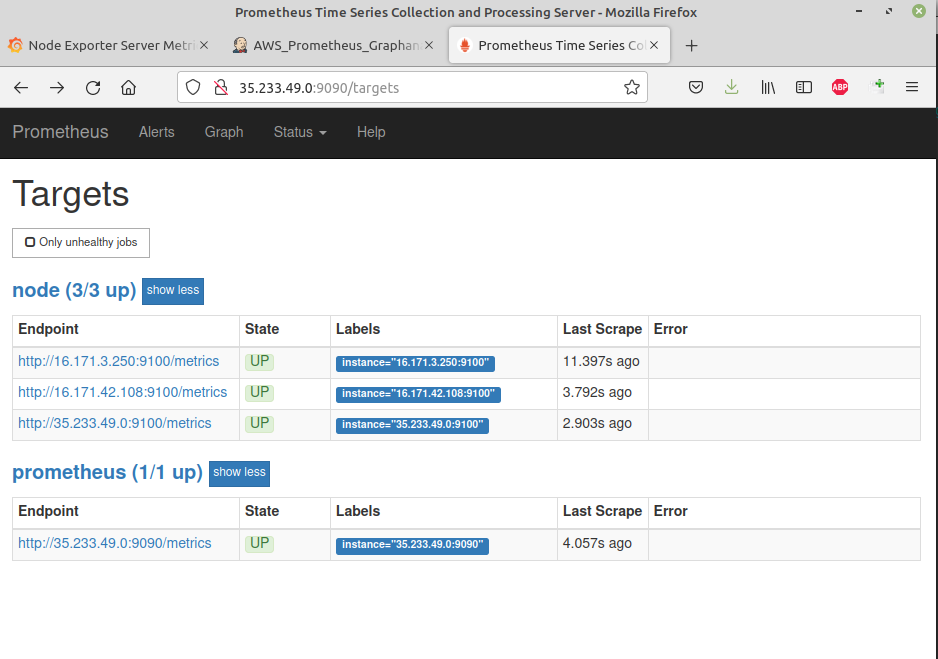 Prometheus Time Series Collection and Processing Server - Mozilla Firefox
Node Exporter Server Metri
AWS_Prometheus_Graphan
Prometheus Time Series Co
35.233.49.0:9090/targets
ABP
Prometheus Alerts Graph Status Help
Targets
Only unhealthy jobs
node (3/3 up) show less
Endpoint State Labels Last Scrape Error
http://16.171.3.250:9100/metrics UP instance="16.171.3.250:9100" 11.397s ago
http://16.171.42.108:9100/metrics UP instance="16.171.42.108:9100" 3.792s ago
http://35.233.49.0:9100/metrics UP instance="35.233.49.0:9100" 2.903s ago
prometheus (1/1 up) show less
Endpoint State Labels Last Scrape Error
http://35.233.49.0:9090/metrics UP instance="35.233.49.0:9090" 4.057s ago